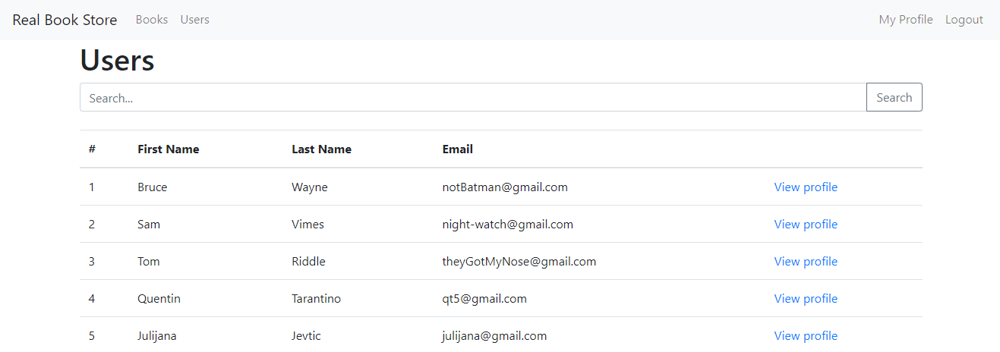 Real Book Store Books Users My Profile Logout
Users
Search... Search
# First Name Last Name Email
1 Bruce Wayne notBatman@gmail.com View profile
2 Sam Vimes night-watch@gmail.com View profile
3 Tom Riddle theyGotMyNose@gmail.com View profile
4 Quentin Tarantino qt5@gmail.com View profile
5 Julijana Jevtic julijana@gmail.com View profile